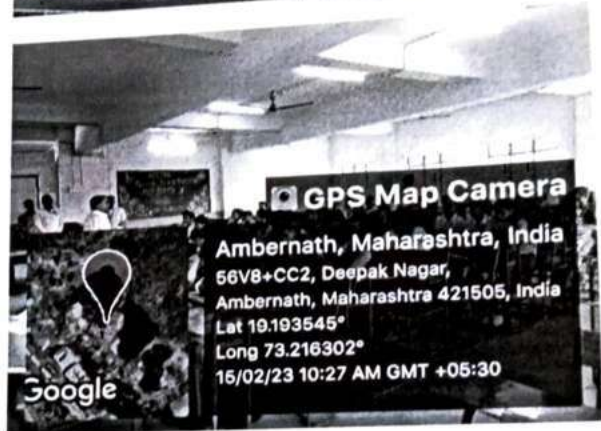 GPS Map Camera
Ambernath, Maharashtra, India
56V8+CC2, Deepak Nagar,
Ambernath, Maharashtra 421505, India
Lat 19.193545°
Long 73.216302°
15/02/23 10:27 AM GMT +05:30
Google